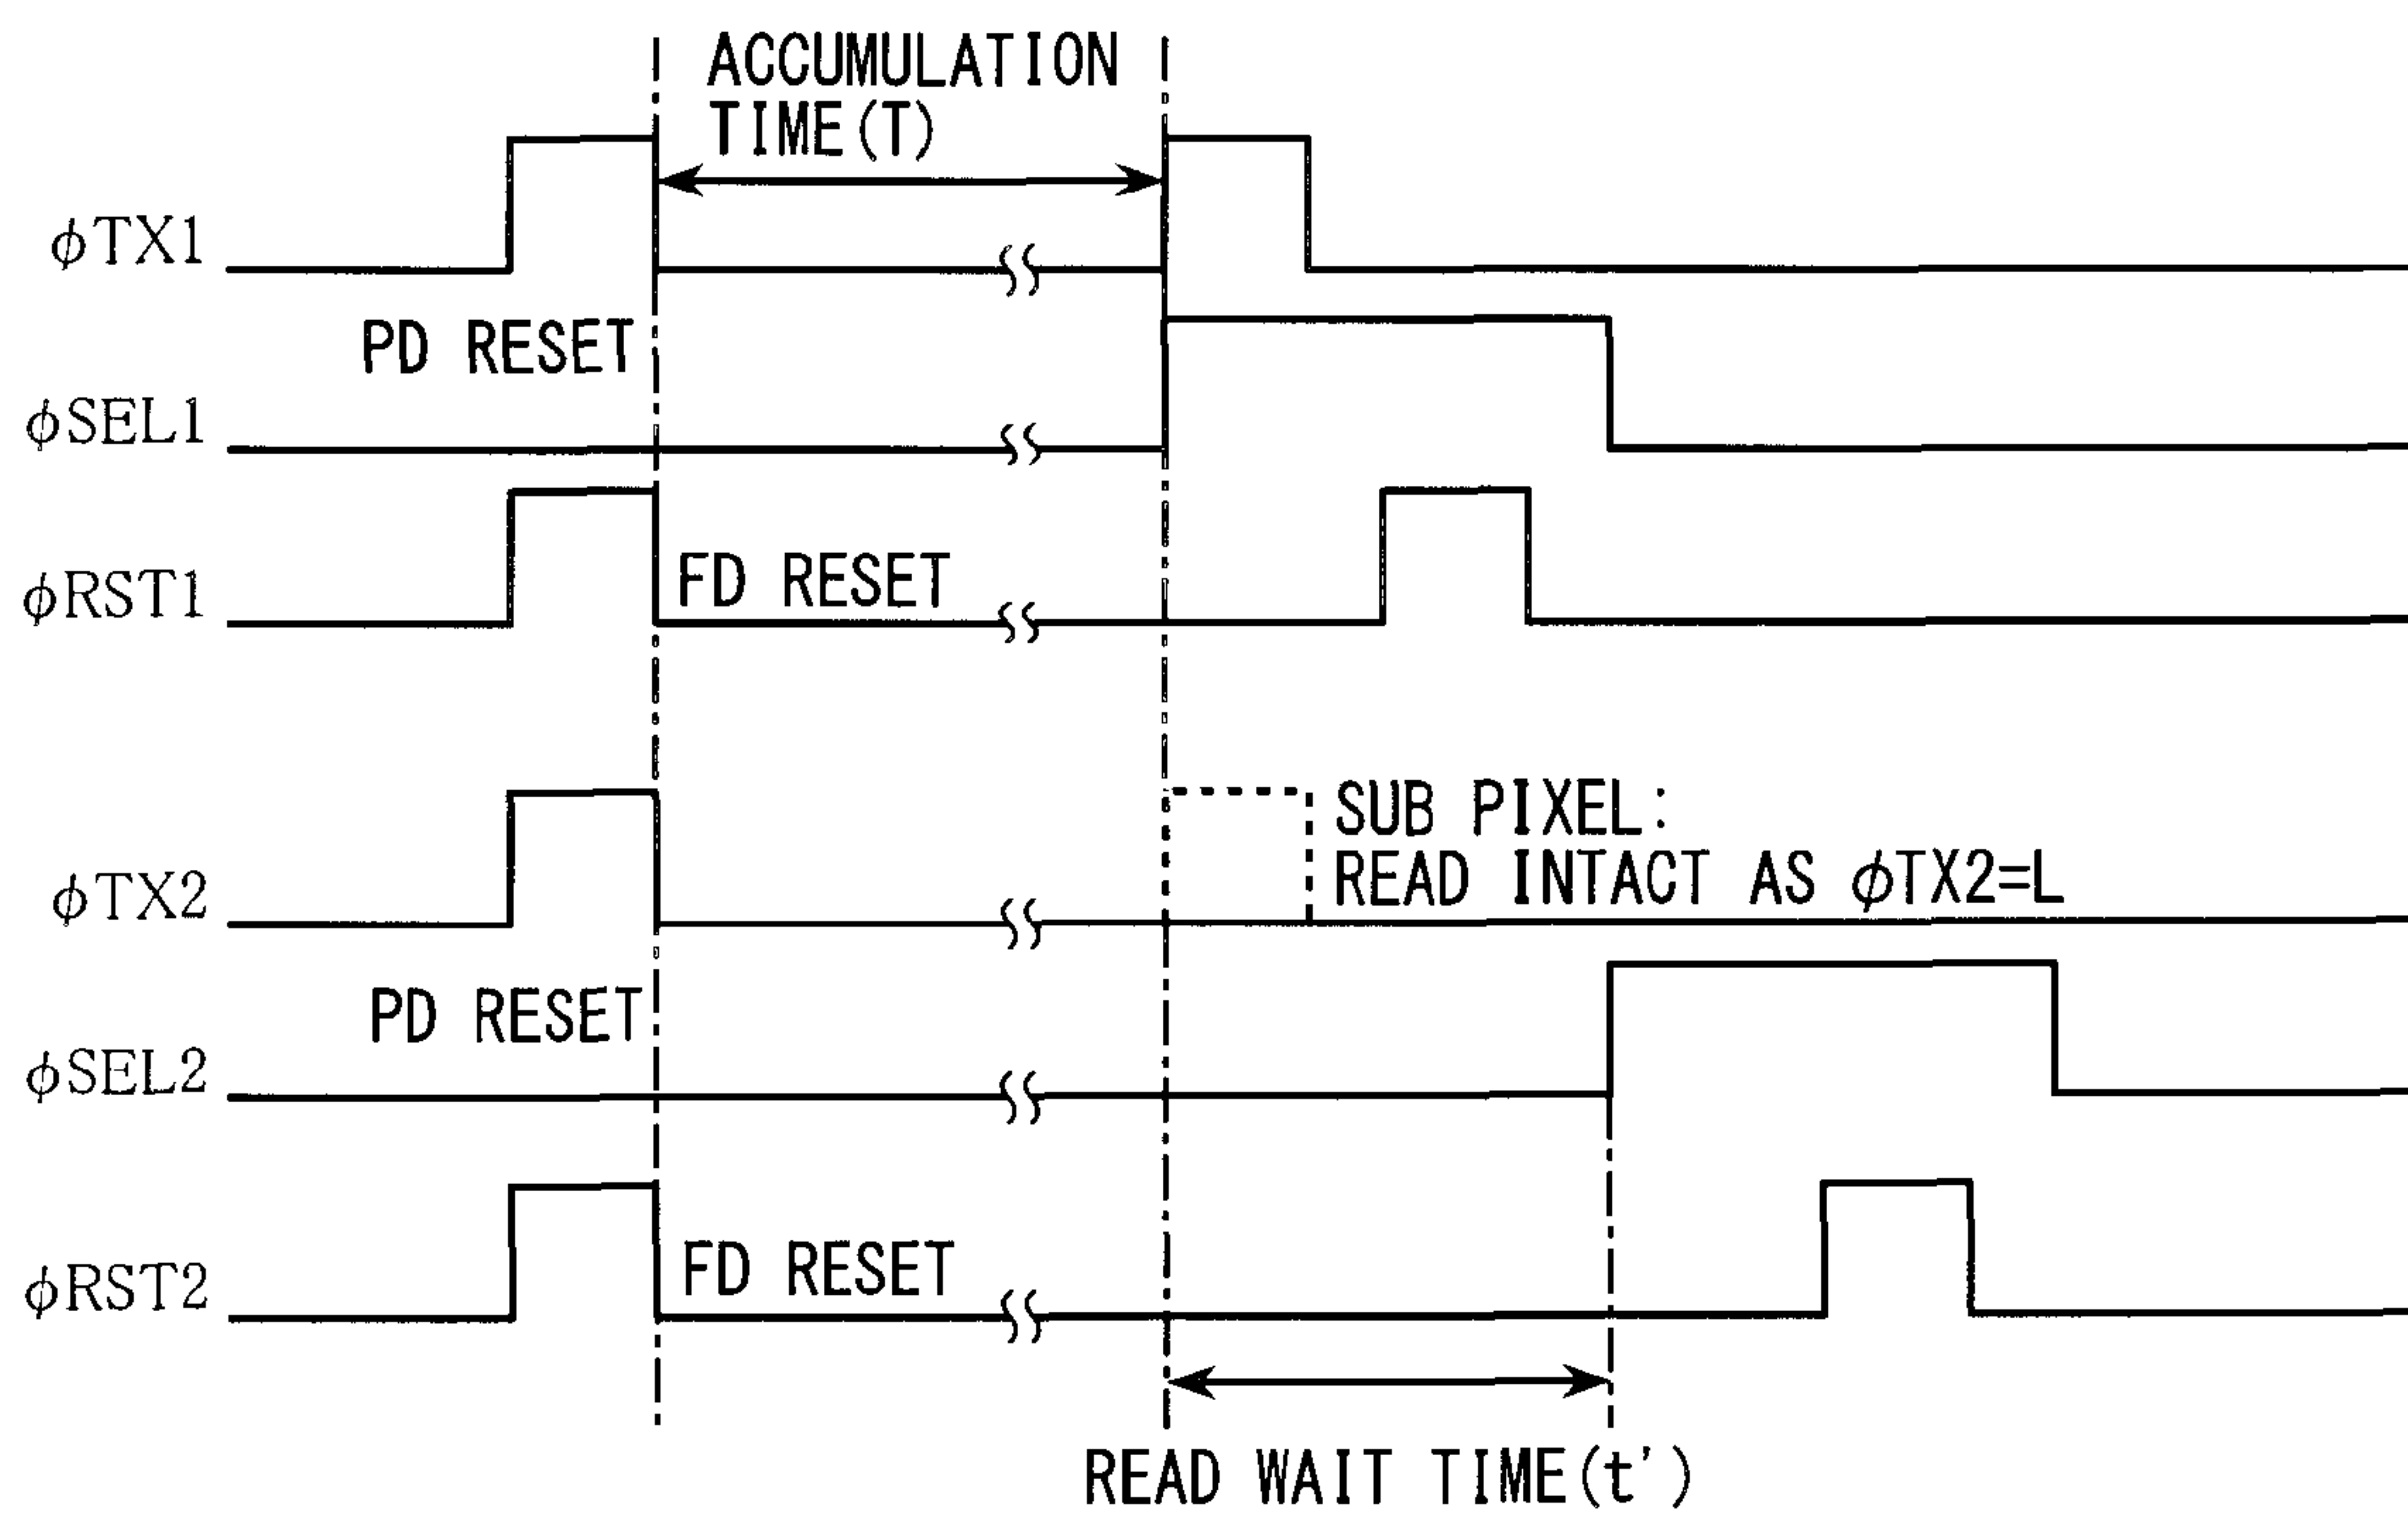 ACCUMULATION
TIME(T)
φTX1
PD RESET
φSEL1
φRST1
FD RESET
φTX2
SUB PIXEL:
READ INTACT AS φTX2=L
PD RESET
φSEL2
φRST2
FD RESET
READ WAIT TIME(t')